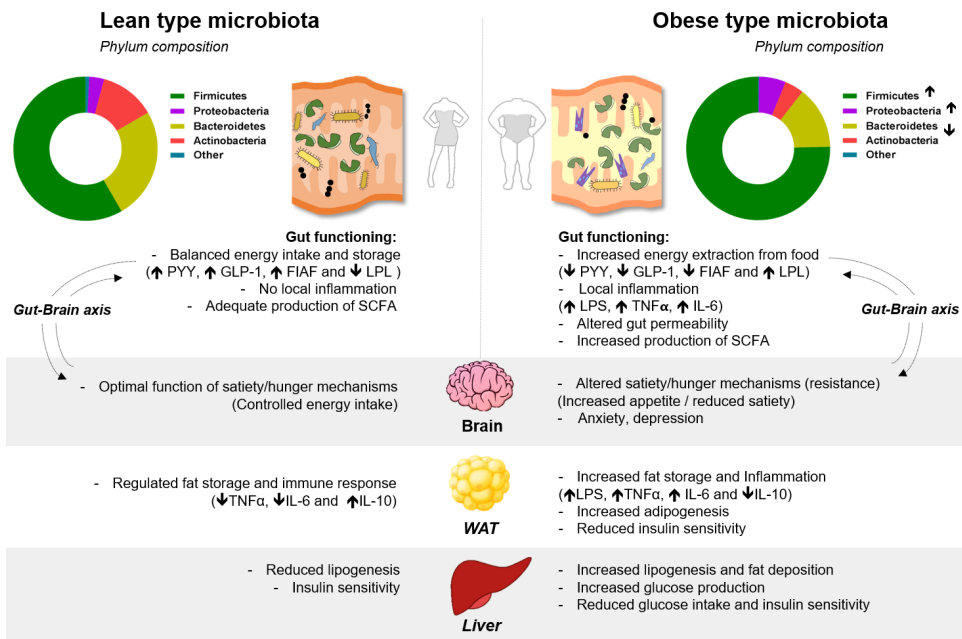 Lean type microbiota
Phylum composition
Firmicutes
Proteobacteria
Bacteroidetes
Actinobacteria
Other
Gut functioning:
- Balanced energy intake and storage
(↑ PYY, ↑ GLP-1, ↑ FIAF and ↓ LPL )
- No local inflammation
- Adequate production of SCFA
Gut-Brain axis
Obese type microbiota
Phylum composition
Firmicutes ↑
Proteobacteria ↑
Bacteroidetes ↓
Actinobacteria
Other
Gut functioning:
- Increased energy extraction from food
(↓ PYY, ↓ GLP-1, ↓ FIAF and ↑ LPL)
- Local inflammation
(↑ LPS, ↑ TNFα, ↑ IL-6)
- Altered gut permeability
- Increased production of SCFA
Gut-Brain axis
- Optimal function of satiety/hunger mechanisms
(Controlled energy intake)
Brain
- Altered satiety/hunger mechanisms (resistance)
(Increased appetite / reduced satiety)
- Anxiety, depression
- Regulated fat storage and immune response
(↓TNFα, ↓IL-6 and ↑IL-10)
WAT
- Increased fat storage and Inflammation
(↑LPS, ↑TNFα, ↑ IL-6 and ↓IL-10)
- Increased adipogenesis
- Reduced insulin sensitivity
- Reduced lipogenesis
- Insulin sensitivity
Liver
- Increased lipogenesis and fat deposition
- Increased glucose production
- Reduced glucose intake and insulin sensitivity